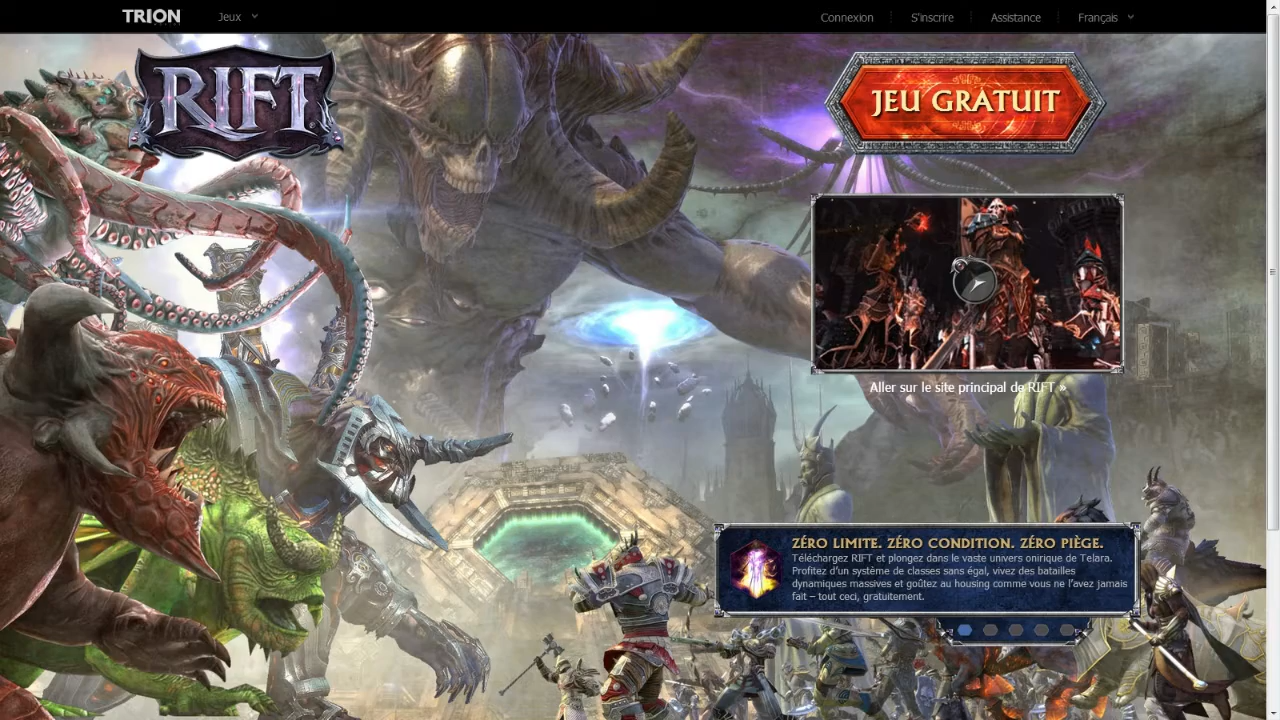 TRION
Jeux
Connexion
S'inscrire
Assistance
Français
RIFT
JEU GRATUIT
Aller sur le site principal de RIFT »
ZÉRO LIMITE. ZÉRO CONDITION. ZÉRO PIÈGE.
Téléchargez RIFT et plongez dans le vaste univers onirique de Telara.
Profitez d'un système de classes sans égal, vivez des batailles
dynamiques massives et goûtez au housing comme vous ne l'avez jamais
fait – tout ceci, gratuitement.